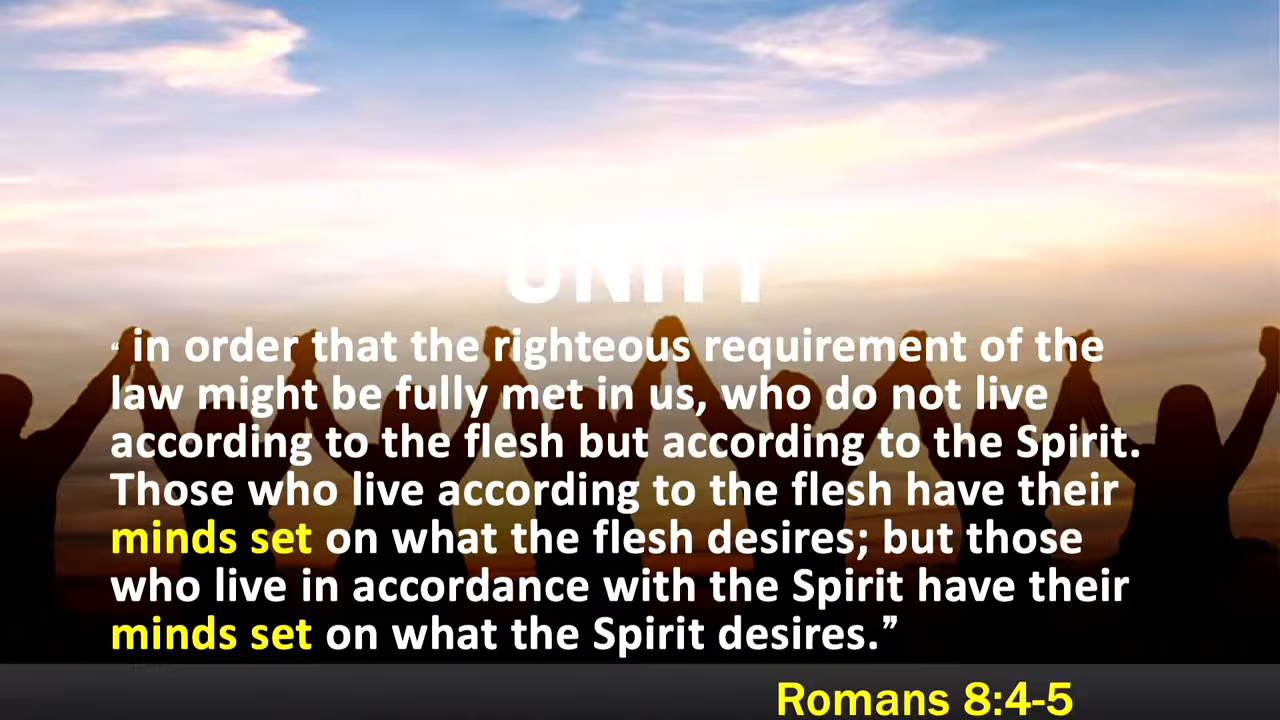 UNITY
“ in order that the righteous requirement of the
law might be fully met in us, who do not live
according to the flesh but according to the Spirit.
Those who live according to the flesh have their
minds set on what the flesh desires; but those
who live in accordance with the Spirit have their
minds set on what the Spirit desires.”
Romans 8:4-5